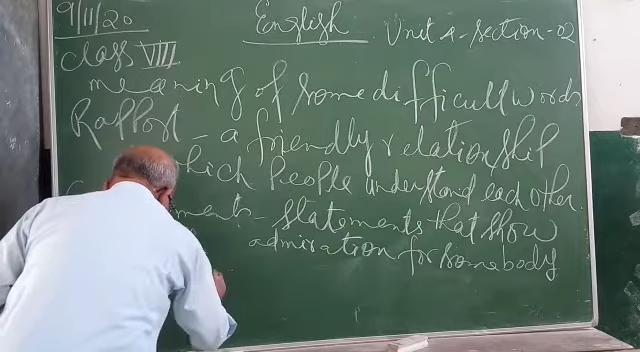 9/11/20 English Unit 4-section-02
Class VIII
meaning of some difficult words
Rapport - a friendly relationship
which people understand each other.
ments - statements that show
admiration for somebody